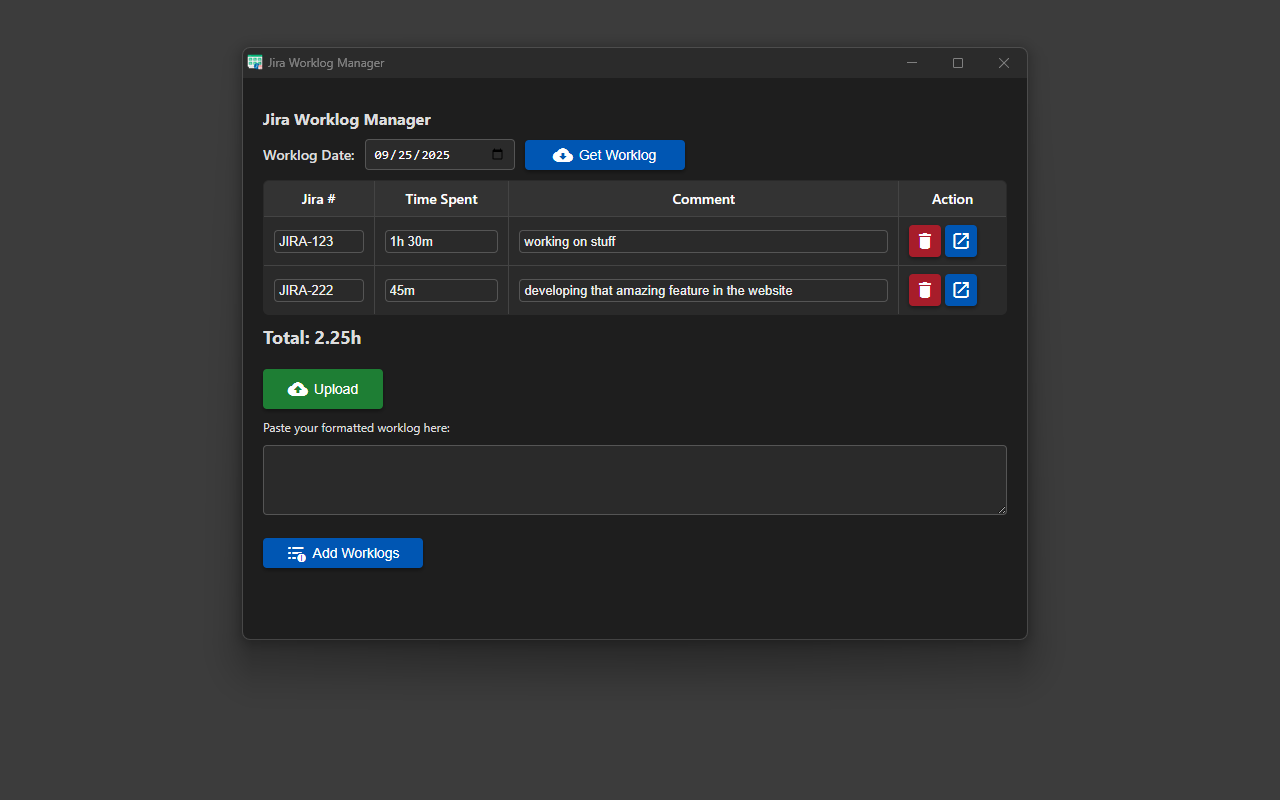 Jira Worklog Manager
Jira Worklog Manager
Worklog Date: 09/25/2025 Get Worklog
Jira # Time Spent Comment Action
JIRA-123 1h 30m working on stuff
JIRA-222 45m developing that amazing feature in the website
Total: 2.25h
Upload
Paste your formatted worklog here:
Add Worklogs